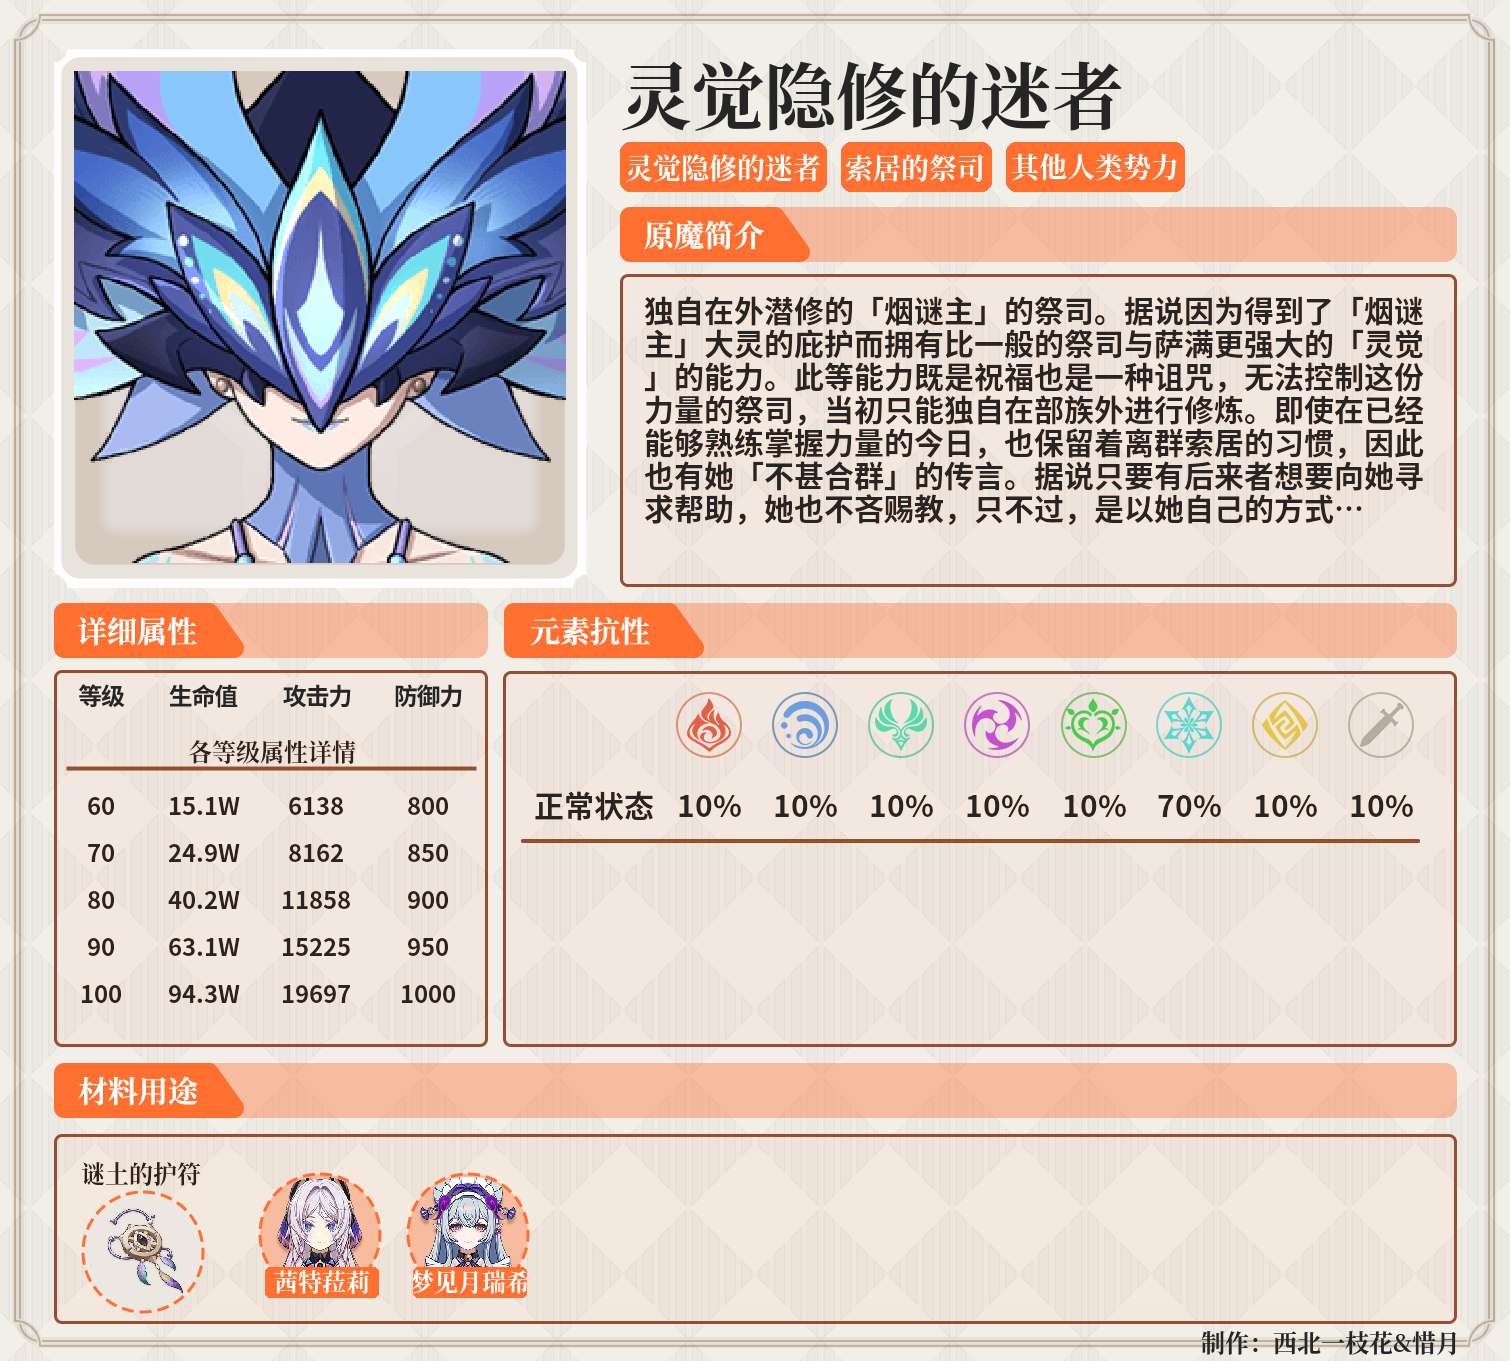 灵觉隐修的迷者
灵觉隐修的迷者 索居的祭司 其他人类势力
原魔简介
独自在外潜修的「烟谜主」的祭司。据说因为得到了「烟谜
主」大灵的庇护而拥有比一般的祭司与萨满更强大的「灵觉
」的能力。此等能力既是祝福也是一种诅咒，无法控制这份
力量的祭司，当初只能独自在部族外进行修炼。即使在已经
能够熟练掌握力量的今日，也保留着离群索居的习惯，因此
也有她「不甚合群」的传言。据说只要有后来者想要向她寻
求帮助，她也不吝赐教，只不过，是以她自己的方式…
详细属性
等级 生命值 攻击力 防御力
各等级属性详情
60 15.1W 6138 800
70 24.9W 8162 850
80 40.2W 11858 900
90 63.1W 15225 950
100 94.3W 19697 1000
元素抗性
正常状态 10% 10% 10% 10% 10% 70% 10% 10%
材料用途
谜土的护符
茜特菈莉 梦见月瑞希
制作：西北一枝花&惜月